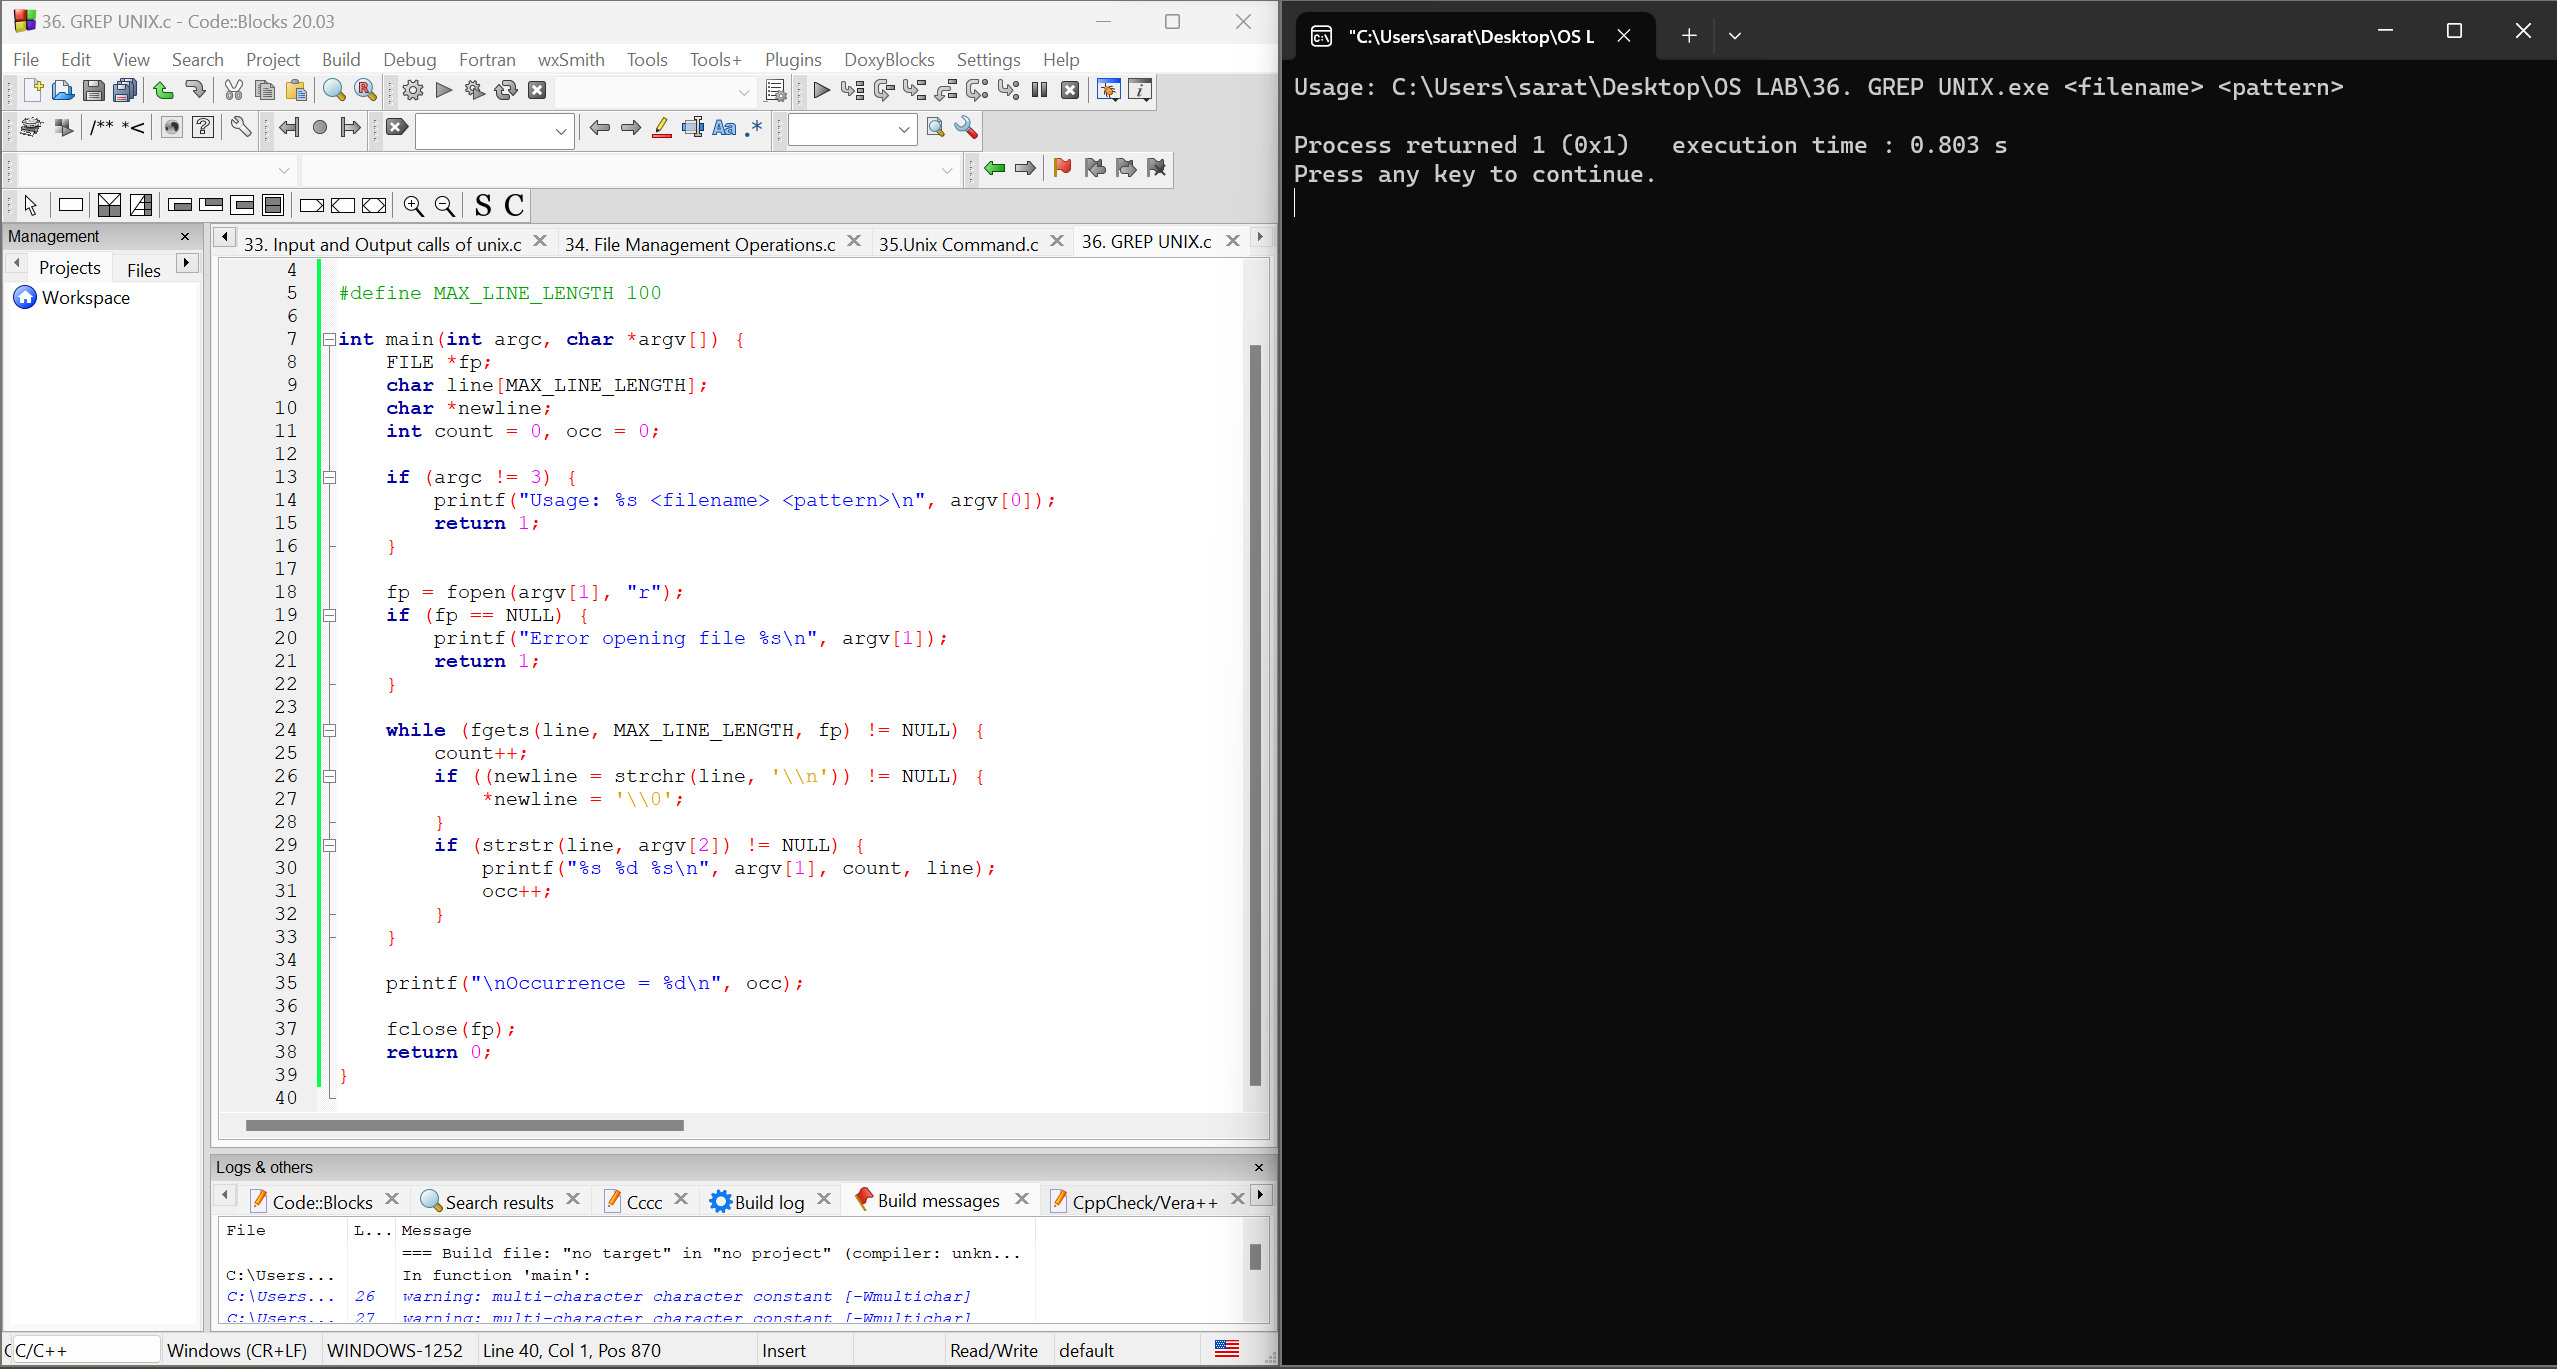 36. GREP UNIX.c - Code::Blocks 20.03
File Edit View Search Project Build Debug Fortran wxSmith Tools Tools+ Plugins DoxyBlocks Settings Help
/** *<
Aa .*
S C
Management
Projects Files
Workspace
33. Input and Output calls of unix.c 34. File Management Operations.c 35.Unix Command.c 36. GREP UNIX.c
4
5 #define MAX_LINE_LENGTH 100
6
7 int main(int argc, char *argv[]) {
8 FILE *fp;
9 char line[MAX_LINE_LENGTH];
10 char *newline;
11 int count = 0, occ = 0;
12
13 if (argc != 3) {
14 printf("Usage: %s <filename> <pattern>\n", argv[0]);
15 return 1;
16 }
17
18 fp = fopen(argv[1], "r");
19 if (fp == NULL) {
20 printf("Error opening file %s\n", argv[1]);
21 return 1;
22 }
23
24 while (fgets(line, MAX_LINE_LENGTH, fp) != NULL) {
25 count++;
26 if ((newline = strchr(line, '\\n')) != NULL) {
27 *newline = '\\0';
28 }
29 if (strstr(line, argv[2]) != NULL) {
30 printf("%s %d %s\n", argv[1], count, line);
31 occ++;
32 }
33 }
34
35 printf("\nOccurrence = %d\n", occ);
36
37 fclose(fp);
38 return 0;
39 }
40
Logs & others
Code::Blocks Search results Cccc Build log Build messages CppCheck/Vera++
File L... Message
=== Build file: "no target" in "no project" (compiler: unkn...
C:\Users... In function 'main':
C:\Users... 26 warning: multi-character character constant [-Wmultichar]
C:\Users... 27 warning: multi-character character constant [-Wmultichar]
C/C++ Windows (CR+LF) WINDOWS-1252 Line 40, Col 1, Pos 870 Insert Read/Write default
"C:\Users\sarat\Desktop\OS L
Usage: C:\Users\sarat\Desktop\OS LAB\36. GREP UNIX.exe <filename> <pattern>
Process returned 1 (0x1) execution time : 0.803 s
Press any key to continue.